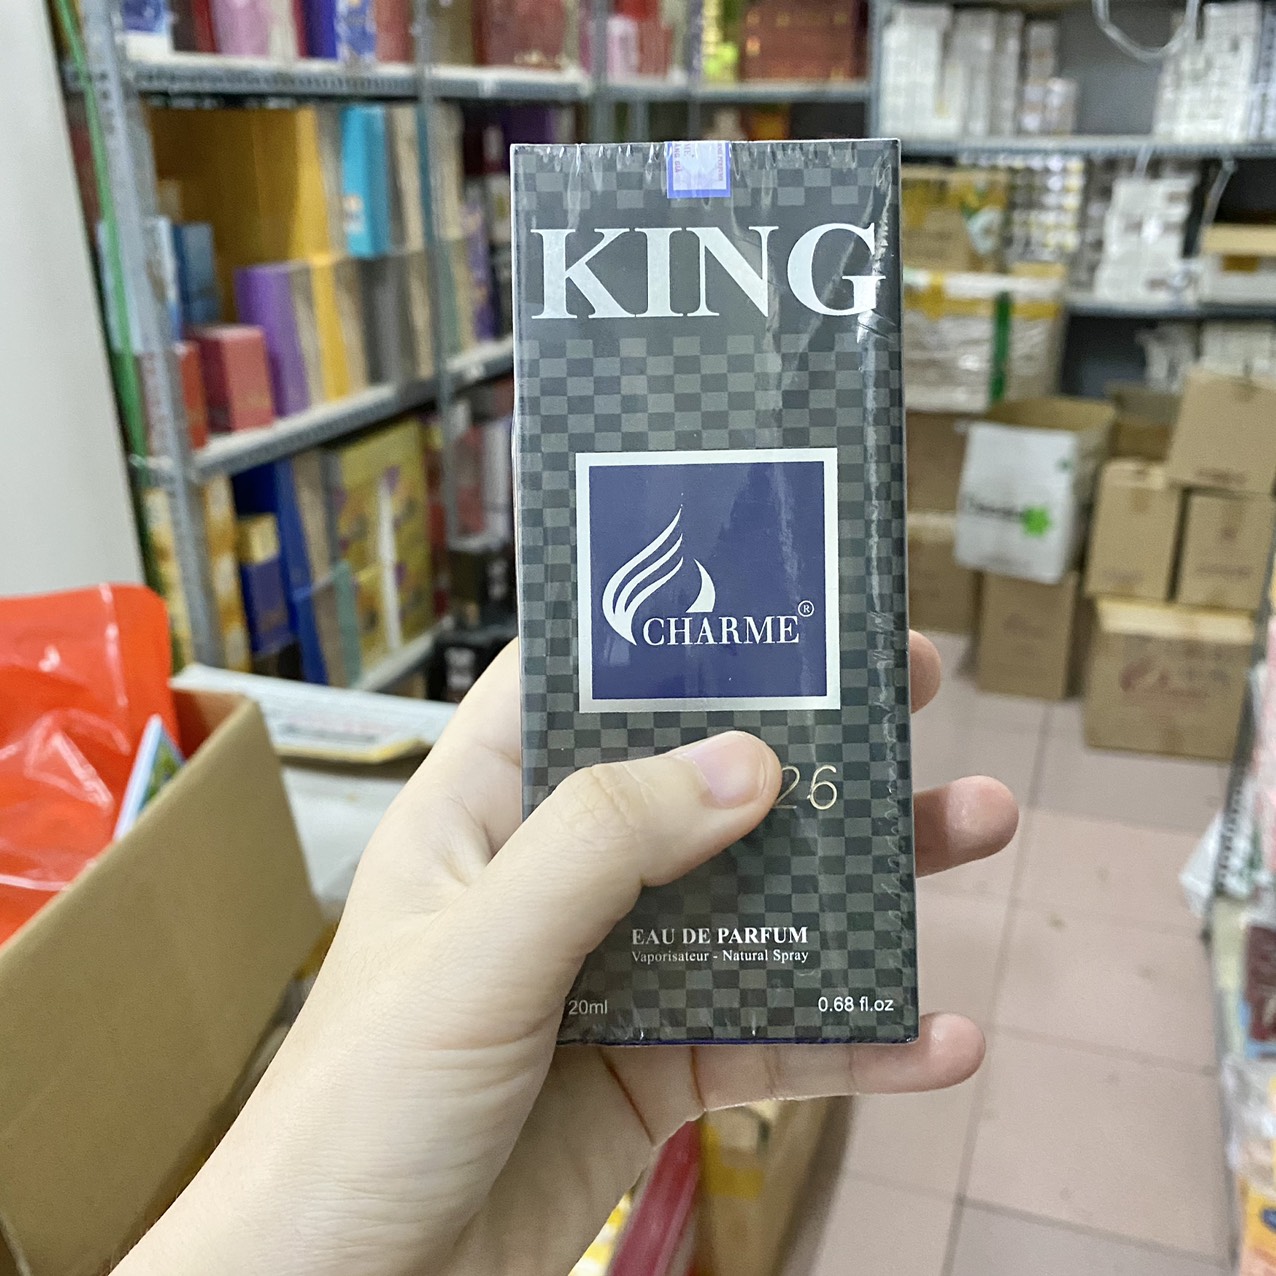 KING
CHARME®
26
EAU DE PARFUM
Vaporisateur - Natural Spray
20ml 0.68 fl.oz